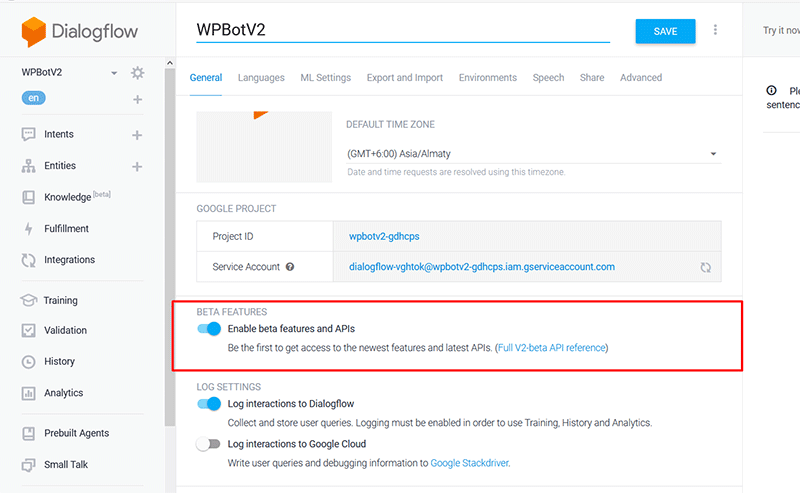 Dialogflow
WPBotV2
en
Intents
Entities
Knowledge [beta]
Fulfillment
Integrations
Training
Validation
History
Analytics
Prebuilt Agents
Small Talk
WPBotV2
SAVE
General Languages ML Settings Export and Import Environments Speech Share Advanced
DEFAULT TIME ZONE
(GMT+6:00) Asia/Almaty
Date and time requests are resolved using this timezone.
GOOGLE PROJECT
Project ID wpbotv2-gdhcps
Service Account dialogflow-vghtok@wpbotv2-gdhcps.iam.gserviceaccount.com
BETA FEATURES
Enable beta features and APIs
Be the first to get access to the newest features and latest APIs. (Full V2-beta API reference)
LOG SETTINGS
Log interactions to Dialogflow
Collect and store user queries. Logging must be enabled in order to use Training, History and Analytics.
Log interactions to Google Cloud
Write user queries and debugging information to Google Stackdriver.
Try it now
Ple
sentenc